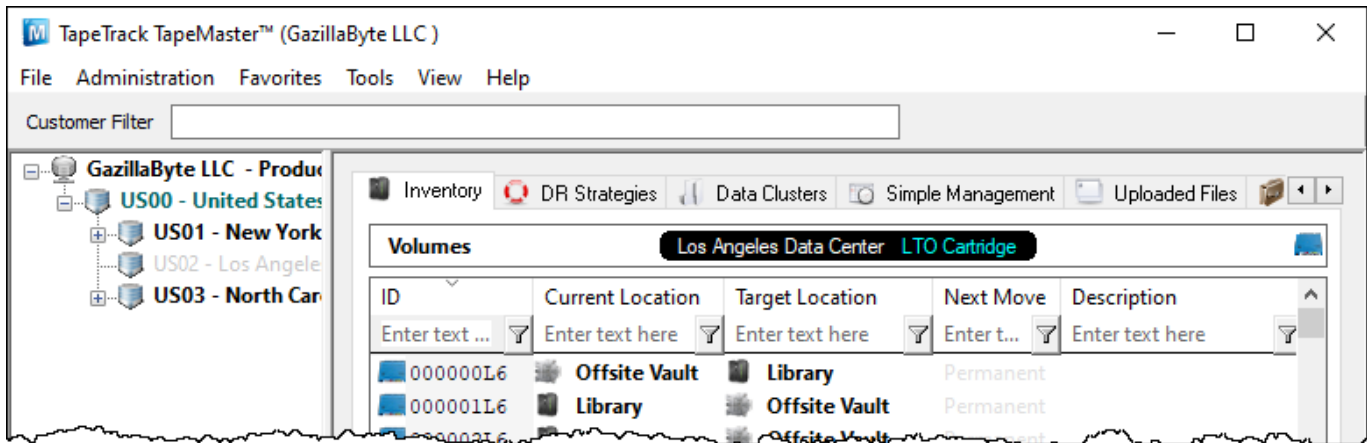 TapeTrack TapeMaster™ (GazillaByte LLC )
File Administration Favorites Tools View Help
Customer Filter
GazillaByte LLC - Produc
US00 - United States
US01 - New York
US02 - Los Angele
US03 - North Car
Inventory DR Strategies Data Clusters Simple Management Uploaded Files
Volumes Los Angeles Data Center LTO Cartridge
ID Current Location Target Location Next Move Description
Enter text ... Enter text here Enter text here Enter t... Enter text here
000000L6 Offsite Vault Library Permanent
000001L6 Library Offsite Vault Permanent
Offsite Vault